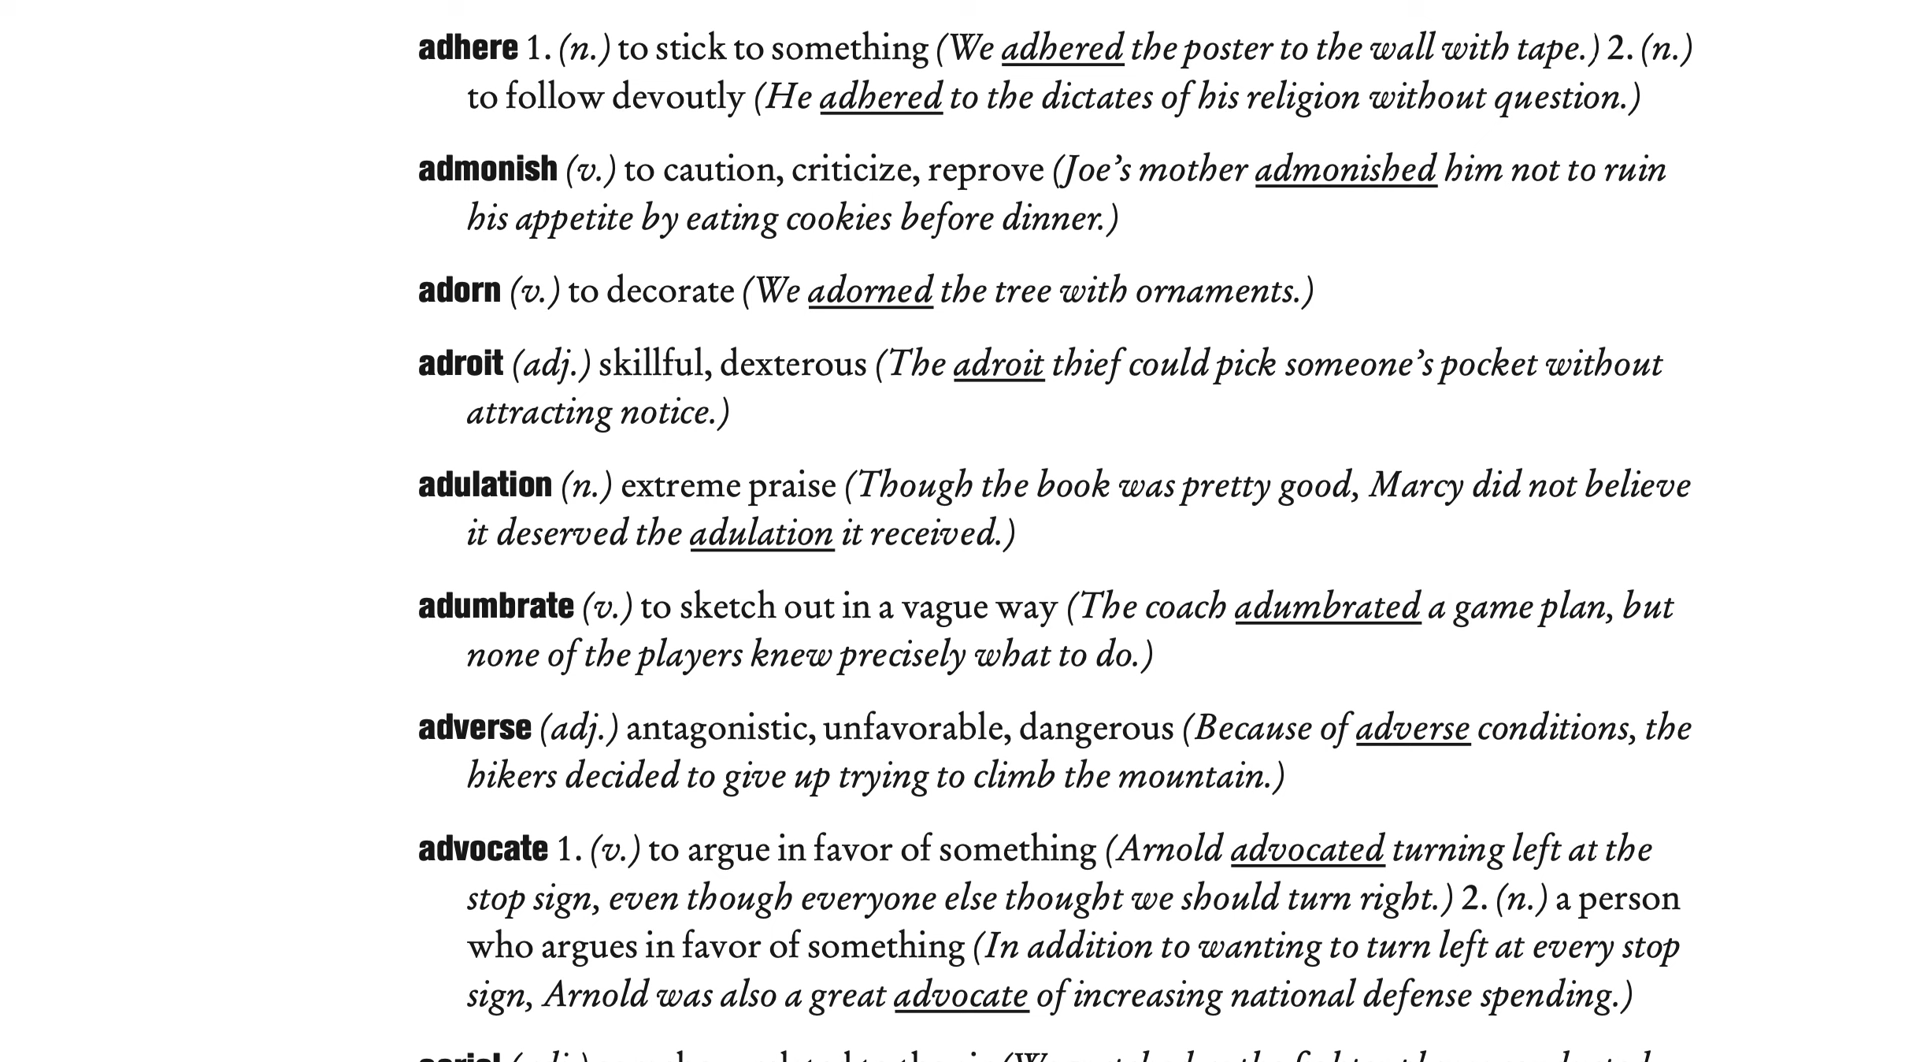 adhere 1. (n.) to stick to something (We adhered the poster to the wall with tape.) 2. (n.)
to follow devoutly (He adhered to the dictates of his religion without question.)
admonish (v.) to caution, criticize, reprove (Joe’s mother admonished him not to ruin
his appetite by eating cookies before dinner.)
adorn (v.) to decorate (We adorned the tree with ornaments.)
adroit (adj.) skillful, dexterous (The adroit thief could pick someone’s pocket without
attracting notice.)
adulation (n.) extreme praise (Though the book was pretty good, Marcy did not believe
it deserved the adulation it received.)
adumbrate (v.) to sketch out in a vague way (The coach adumbrated a game plan, but
none of the players knew precisely what to do.)
adverse (adj.) antagonistic, unfavorable, dangerous (Because of adverse conditions, the
hikers decided to give up trying to climb the mountain.)
advocate 1. (v.) to argue in favor of something (Arnold advocated turning left at the
stop sign, even though everyone else thought we should turn right.) 2. (n.) a person
who argues in favor of something (In addition to wanting to turn left at every stop
sign, Arnold was also a great advocate of increasing national defense spending.)